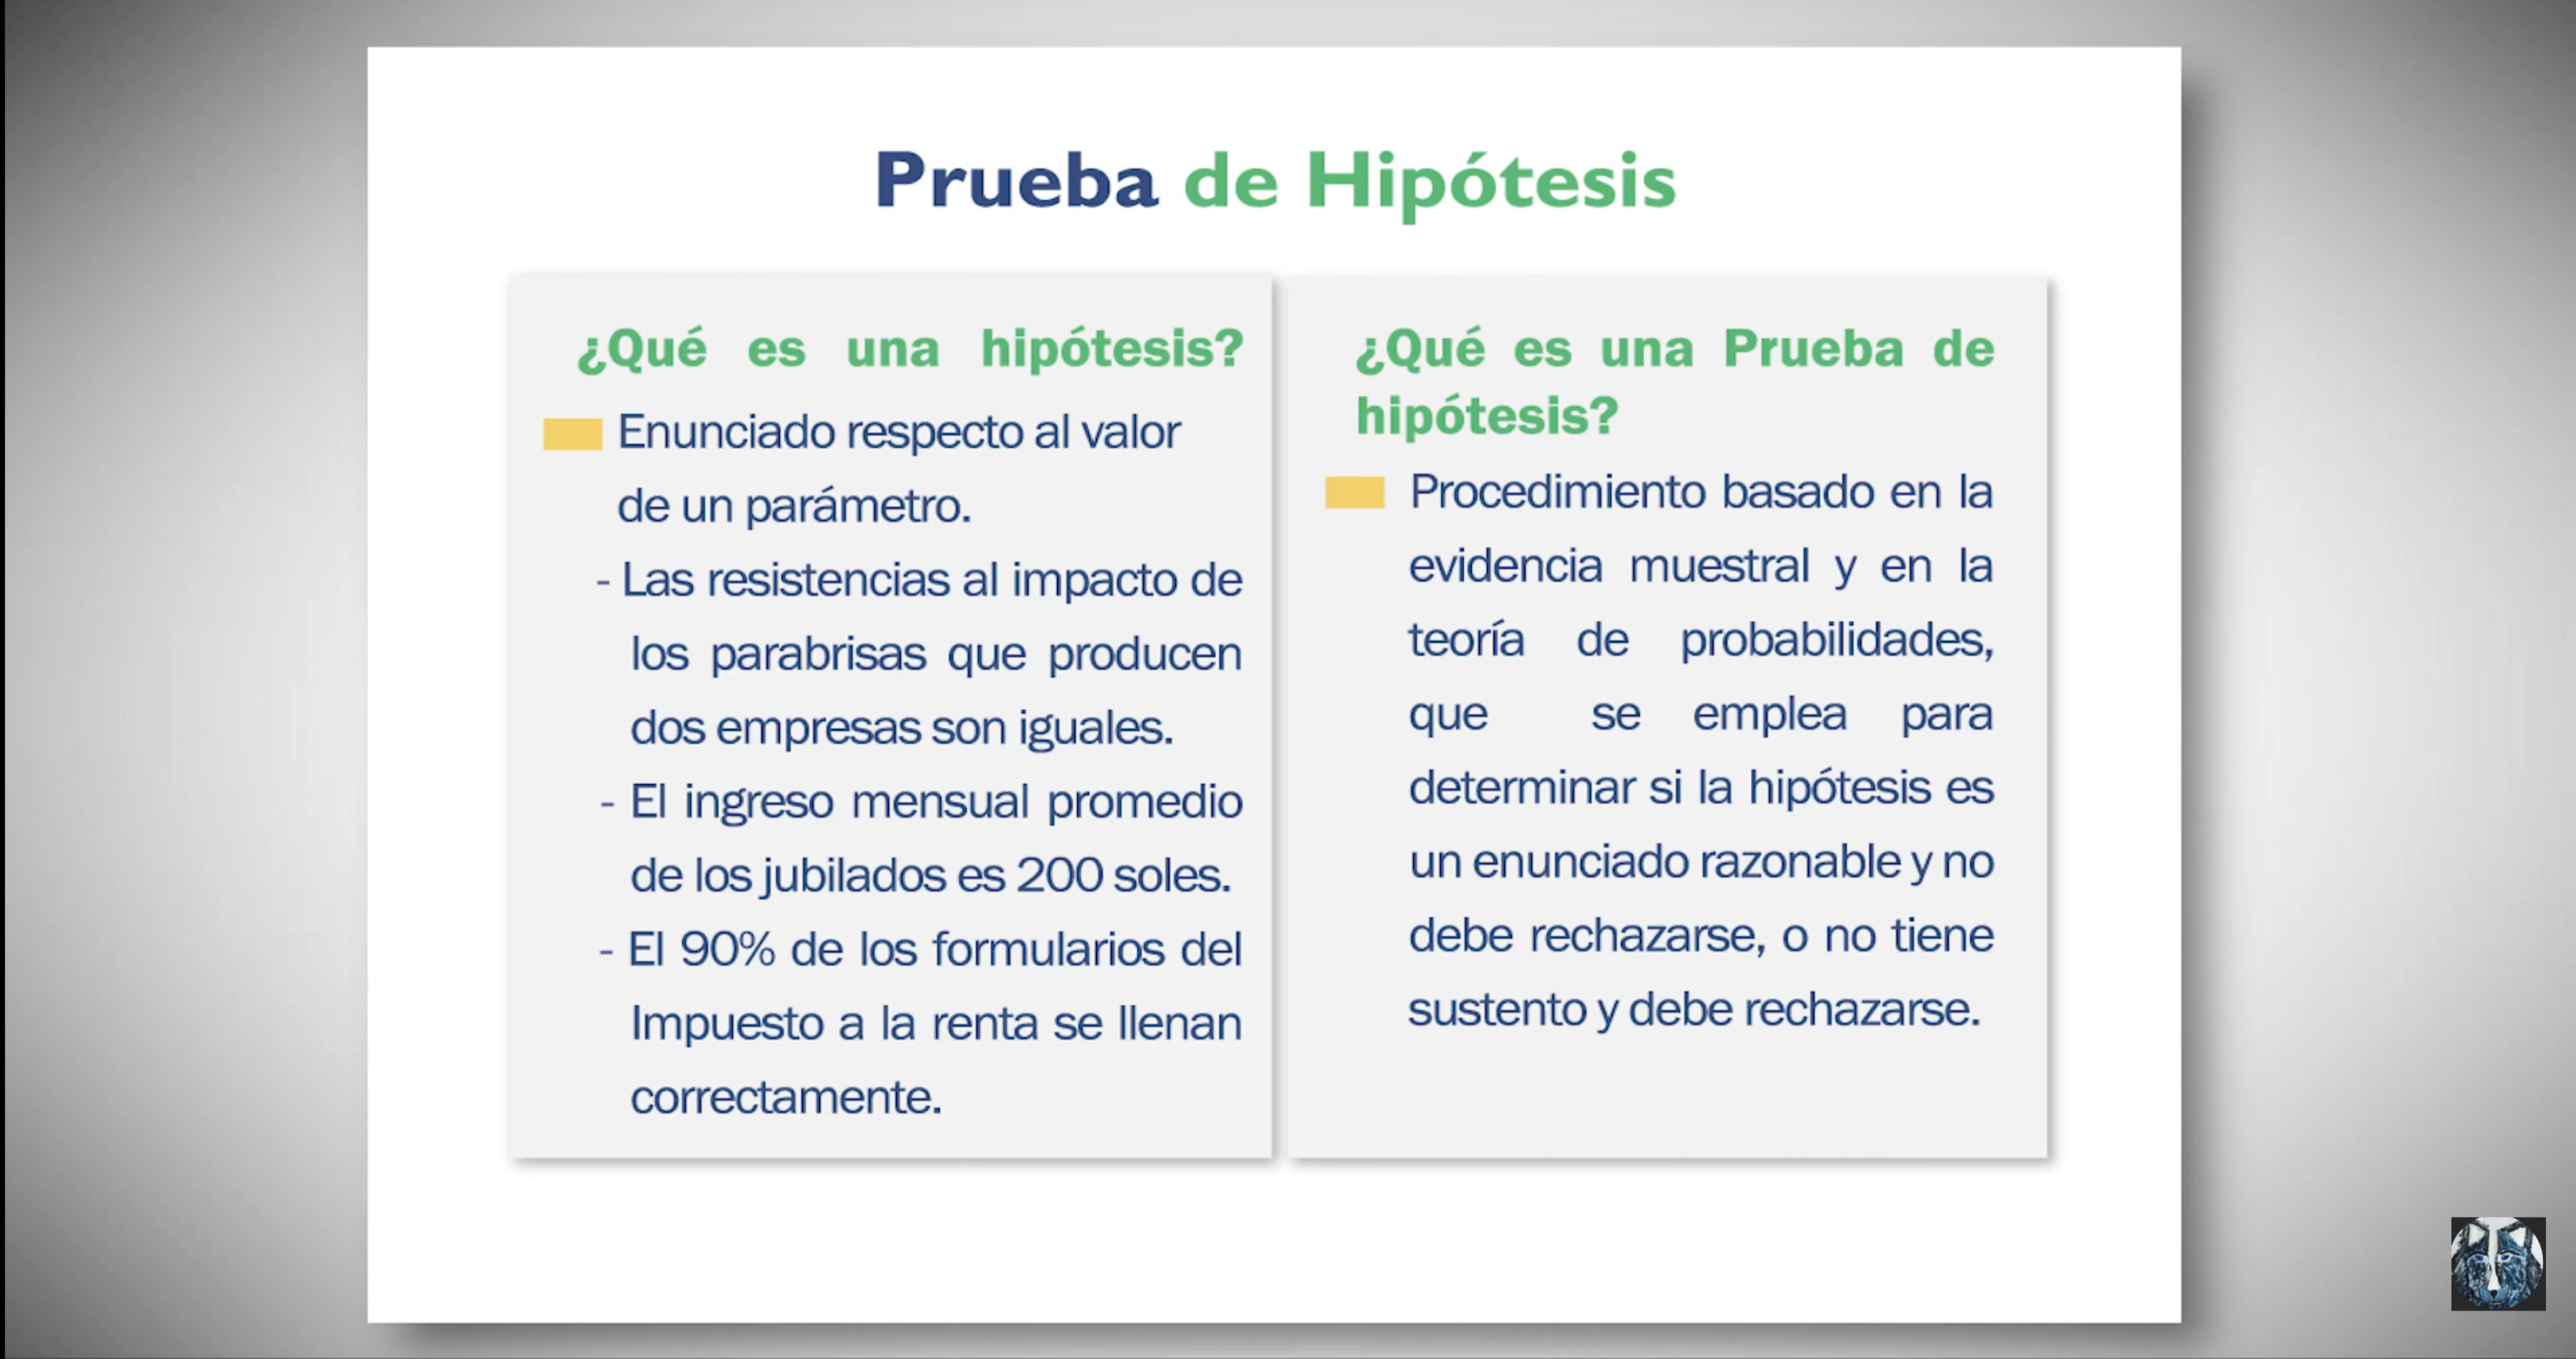 Prueba de Hipótesis
¿Qué es una hipótesis?
Enunciado respecto al valor
de un parámetro.
- Las resistencias al impacto de
los parabrisas que producen
dos empresas son iguales.
- El ingreso mensual promedio
de los jubilados es 200 soles.
- El 90% de los formularios del
Impuesto a la renta se llenan
correctamente.
¿Qué es una Prueba de
hipótesis?
Procedimiento basado en la
evidencia muestral y en la
teoría de probabilidades,
que se emplea para
determinar si la hipótesis es
un enunciado razonable y no
debe rechazarse, o no tiene
sustento y debe rechazarse.